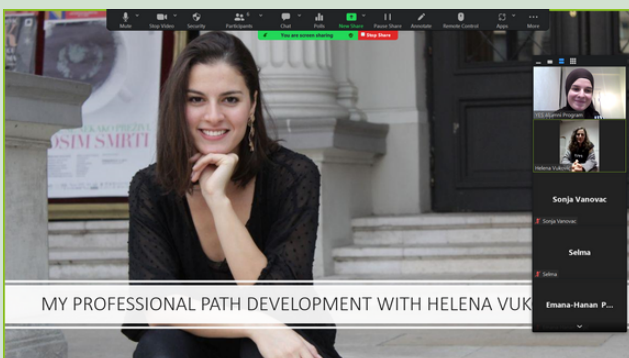 Mute
Stop Video
Security
Participants
Chat
Polls
New Share
Pause Share
Annotate
Remote Control
Apps
More
You are screen sharing
Stop Share
OSIM SMRTI
YES Alumni Program
Helena Vukovic
Sonja Vanovac
Sonja Vanovac
Selma
Selma
Emana-Hanan P...
MY PROFESSIONAL PATH DEVELOPMENT WITH HELENA VUK